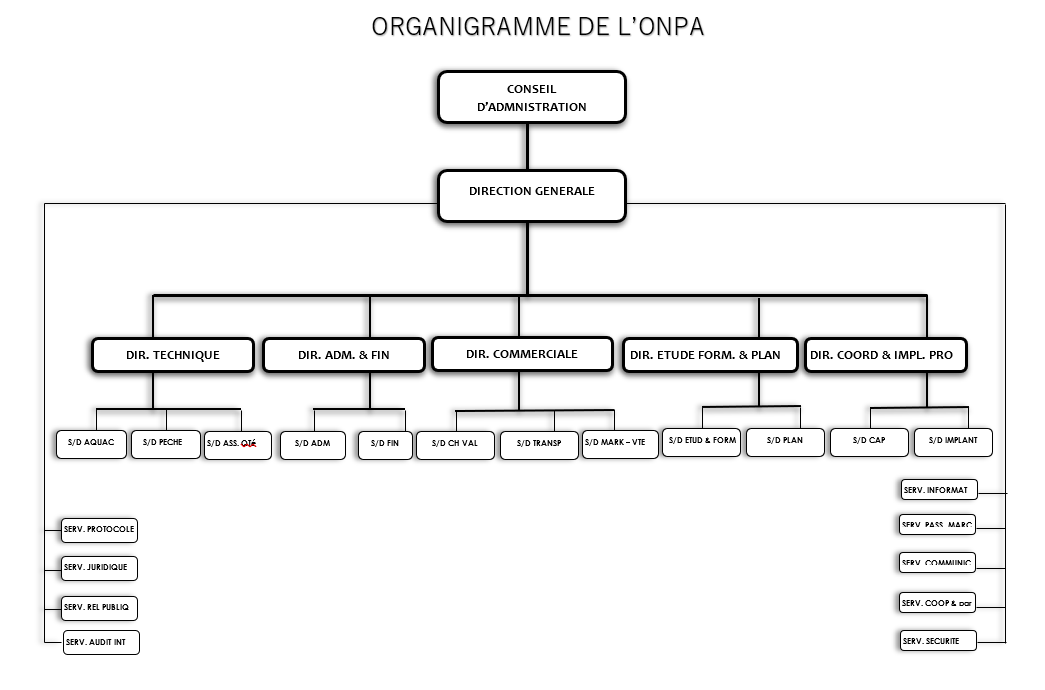 ORGANIGRAMME DE L'ONPA
CONSEIL
D'ADMNISTRATION
DIRECTION GENERALE
DIR. TECHNIQUE
DIR. ADM. & FIN
DIR. COMMERCIALE
DIR. ETUDE FORM. & PLAN
DIR. COORD & IMPL. PRO
S/D AQUAC
S/D PECHE
S/D ASS. QTé
S/D ADM
S/D FIN
S/D CH VAL
S/D TRANSP
S/D MARK – VTE
S/D ETUD & FORM
S/D PLAN
S/D CAP
S/D IMPLANT
SERV. PROTOCOLE
SERV. JURIDIQUE
SERV. REL PUBLIQ
SERV. AUDIT INT
SERV. INFORMAT
SERV. PASS. MARC
SERV. COMMUNIC
SERV. COOP &
SERV. SECURITE